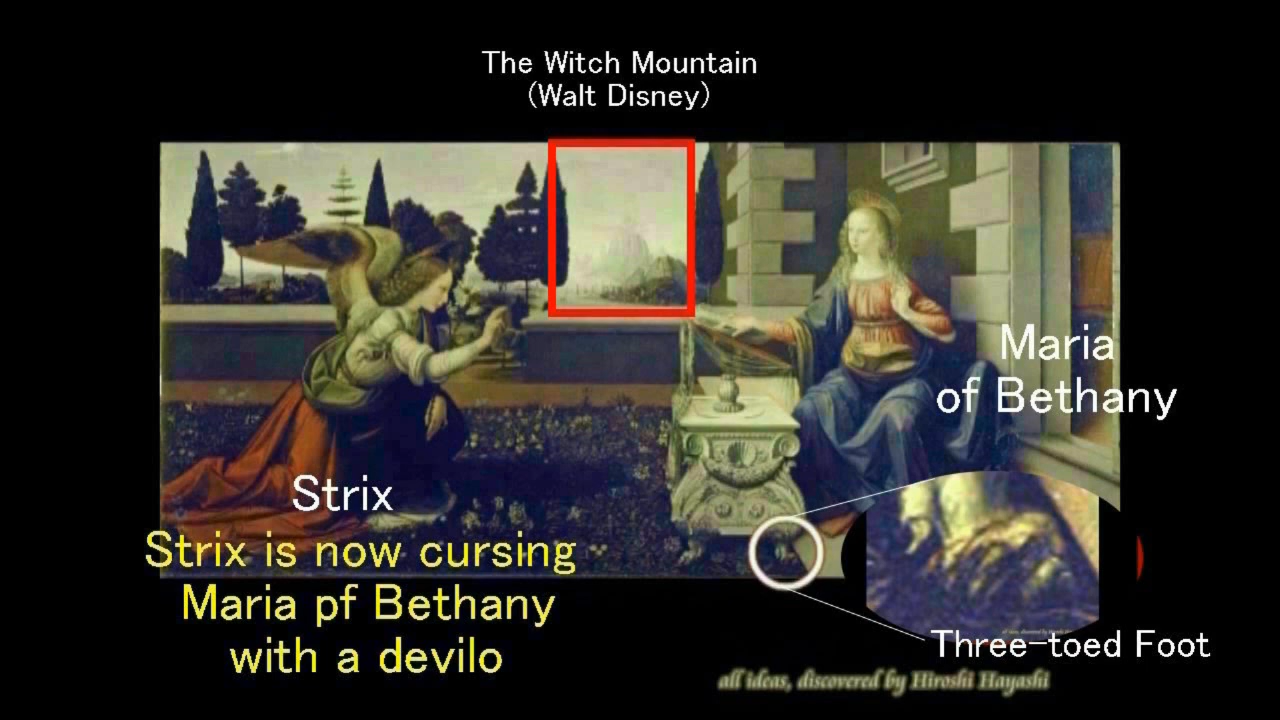 The Witch Mountain
(Walt Disney)
Maria
of Bethany
Strix
Strix is now cursing
Maria pf Bethany
with a devilo
Three-toed Foot
all ideas, discovered by Hiroshi Hayashi